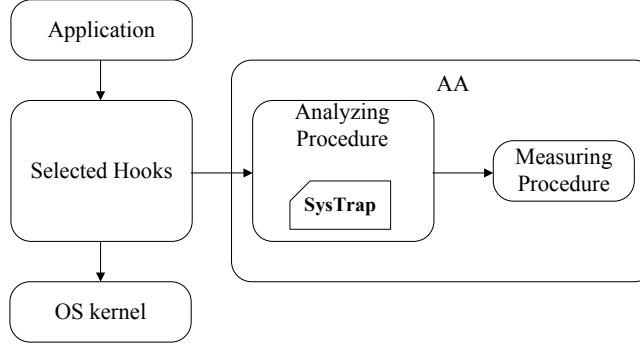 Application
AA
Analyzing
Procedure
Selected Hooks
Measuring
Procedure
SysTrap
OS kernel